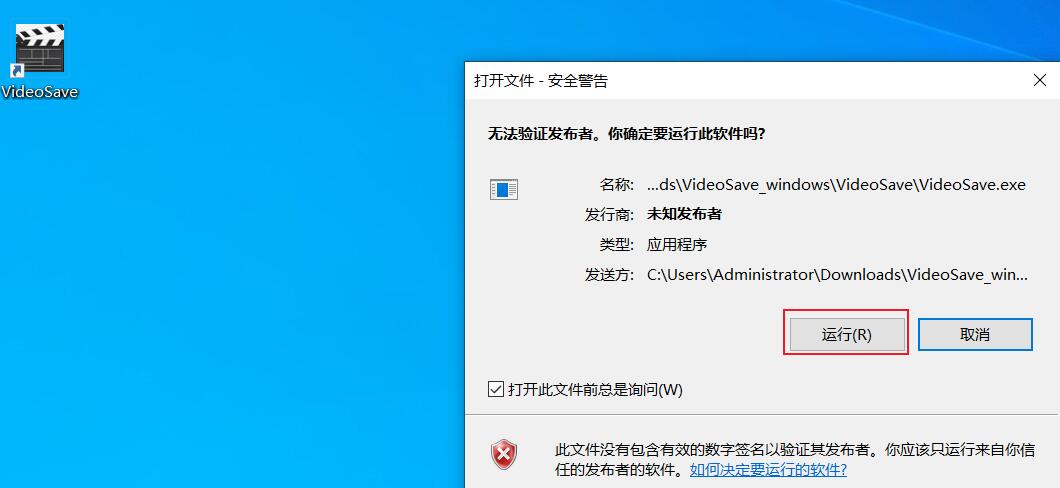 VideoSave
打开文件 - 安全警告
无法验证发布者。你确定要运行此软件吗?
名称: ...ds\VideoSave_windows\VideoSave\VideoSave.exe
发行商: 未知发布者
类型: 应用程序
发送方: C:\Users\Administrator\Downloads\VideoSave_win...
运行(R) 取消
打开此文件前总是询问(W)
此文件没有包含有效的数字签名以验证其发布者。你应该只运行来自你信
任的发布者的软件。如何决定要运行的软件?